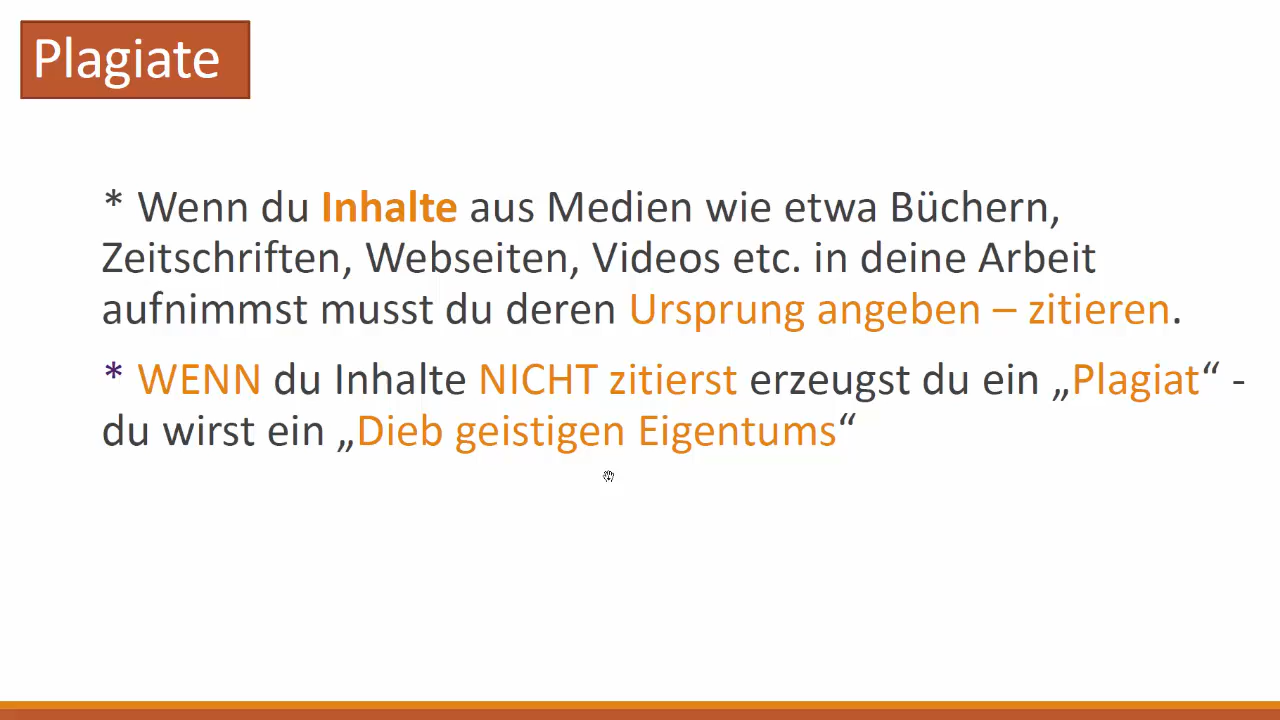 Plagiate
* Wenn du Inhalte aus Medien wie etwa Büchern,
Zeitschriften, Webseiten, Videos etc. in deine Arbeit
aufnimmst musst du deren Ursprung angeben – zitieren.
* WENN du Inhalte NICHT zitierst erzeugst du ein „Plagiat“ -
du wirst ein „Dieb geistigen Eigentums“